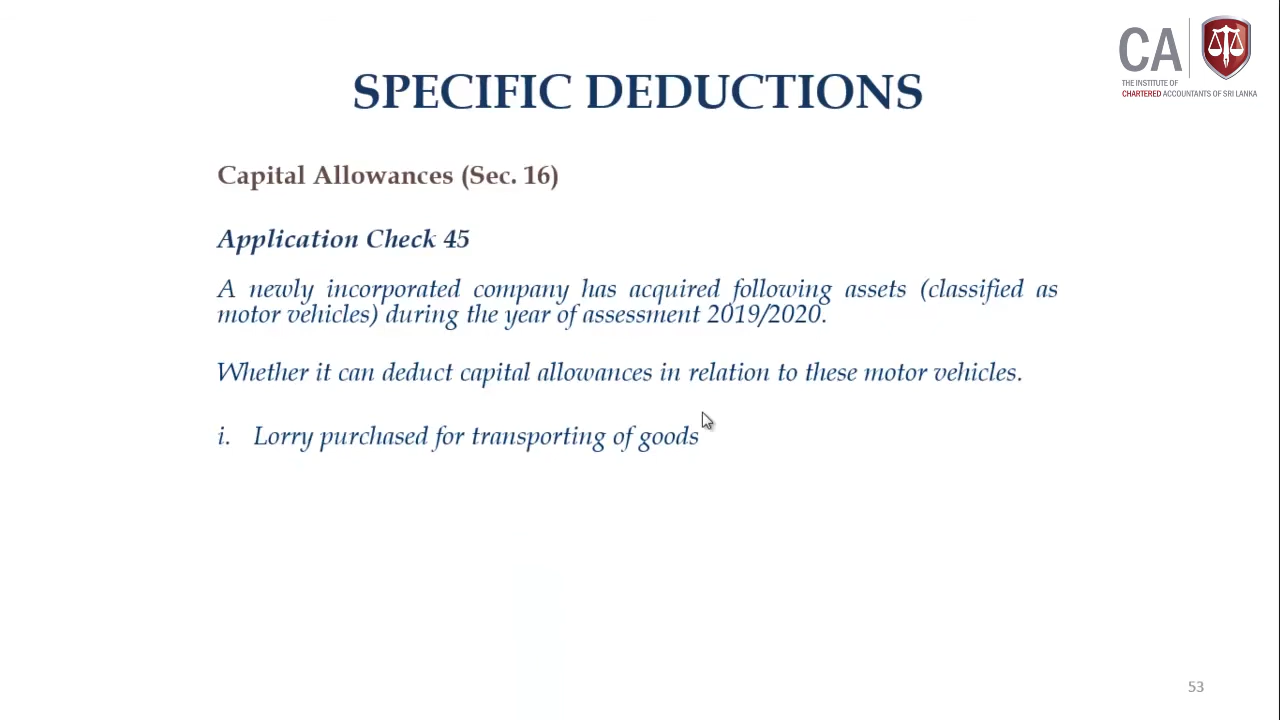 CA
THE INSTITUTE OF
CHARTERED ACCOUNTANTS OF SRI LANKA
SPECIFIC DEDUCTIONS
Capital Allowances (Sec. 16)
Application Check 45
A newly incorporated company has acquired following assets (classified as
motor vehicles) during the year of assessment 2019/2020.
Whether it can deduct capital allowances in relation to these motor vehicles.
i. Lorry purchased for transporting of goods
53